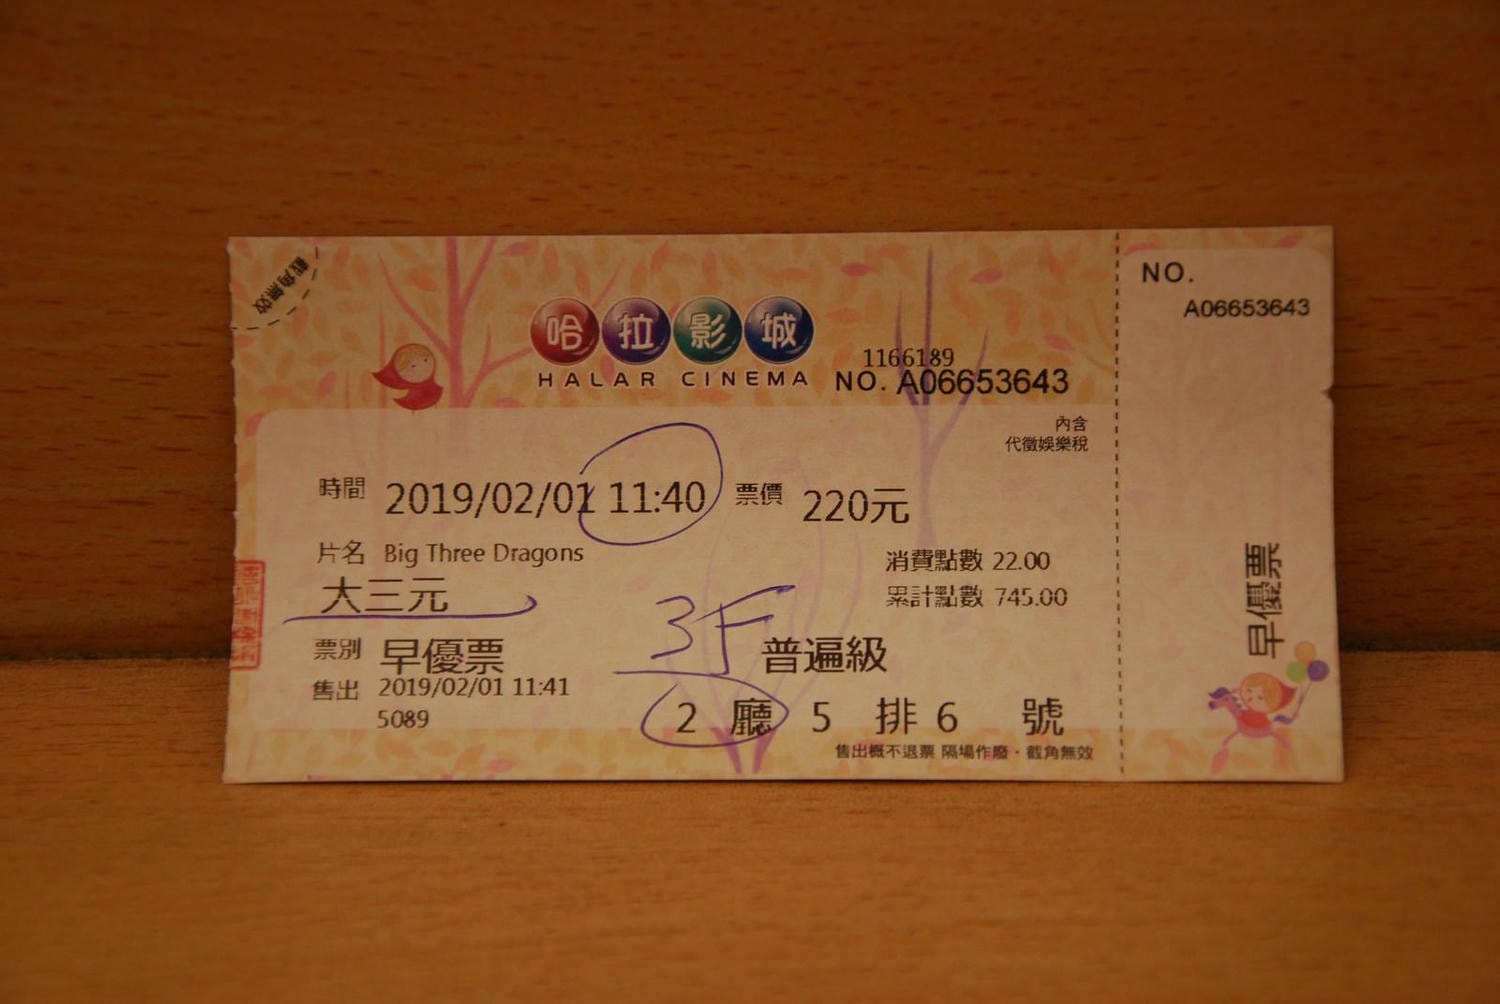 截角無效
哈拉影城
HALAR CINEMA
1166189
NO. A06653643
內含
代徵娛樂稅
時間 2019/02/01 11:40 票價 220元
片名 Big Three Dragons
大三元
消費點數 22.00
累計點數 745.00
3F
票別 早優票 普遍級
售出 2019/02/01 11:41
5089
2 廳 5 排 6 號
售出概不退票 隔場作廢·截角無效
NO.
A06653643
早優票